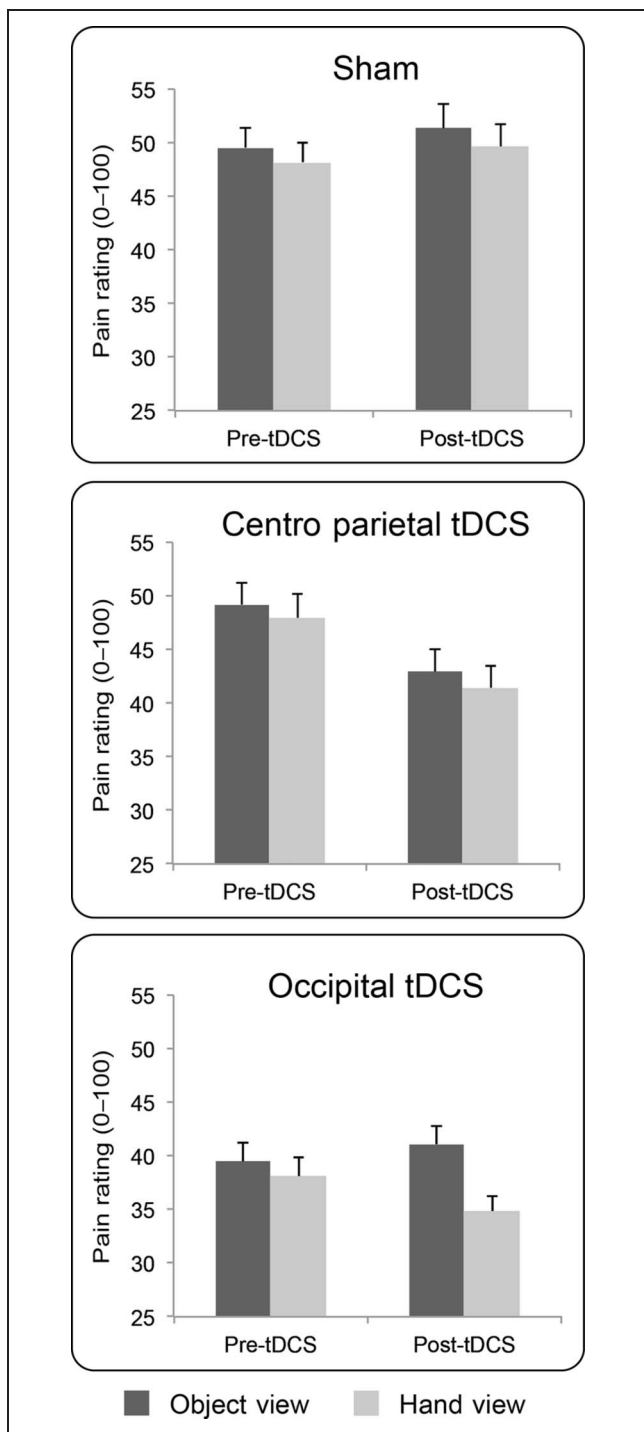 Sham
Pain rating (0–100)
55
50
45
40
35
30
25
Pre-tDCS Post-tDCS
Centro parietal tDCS
Pain rating (0–100)
55
50
45
40
35
30
25
Pre-tDCS Post-tDCS
Occipital tDCS
Pain rating (0–100)
55
50
45
40
35
30
25
Pre-tDCS Post-tDCS
Object view Hand view